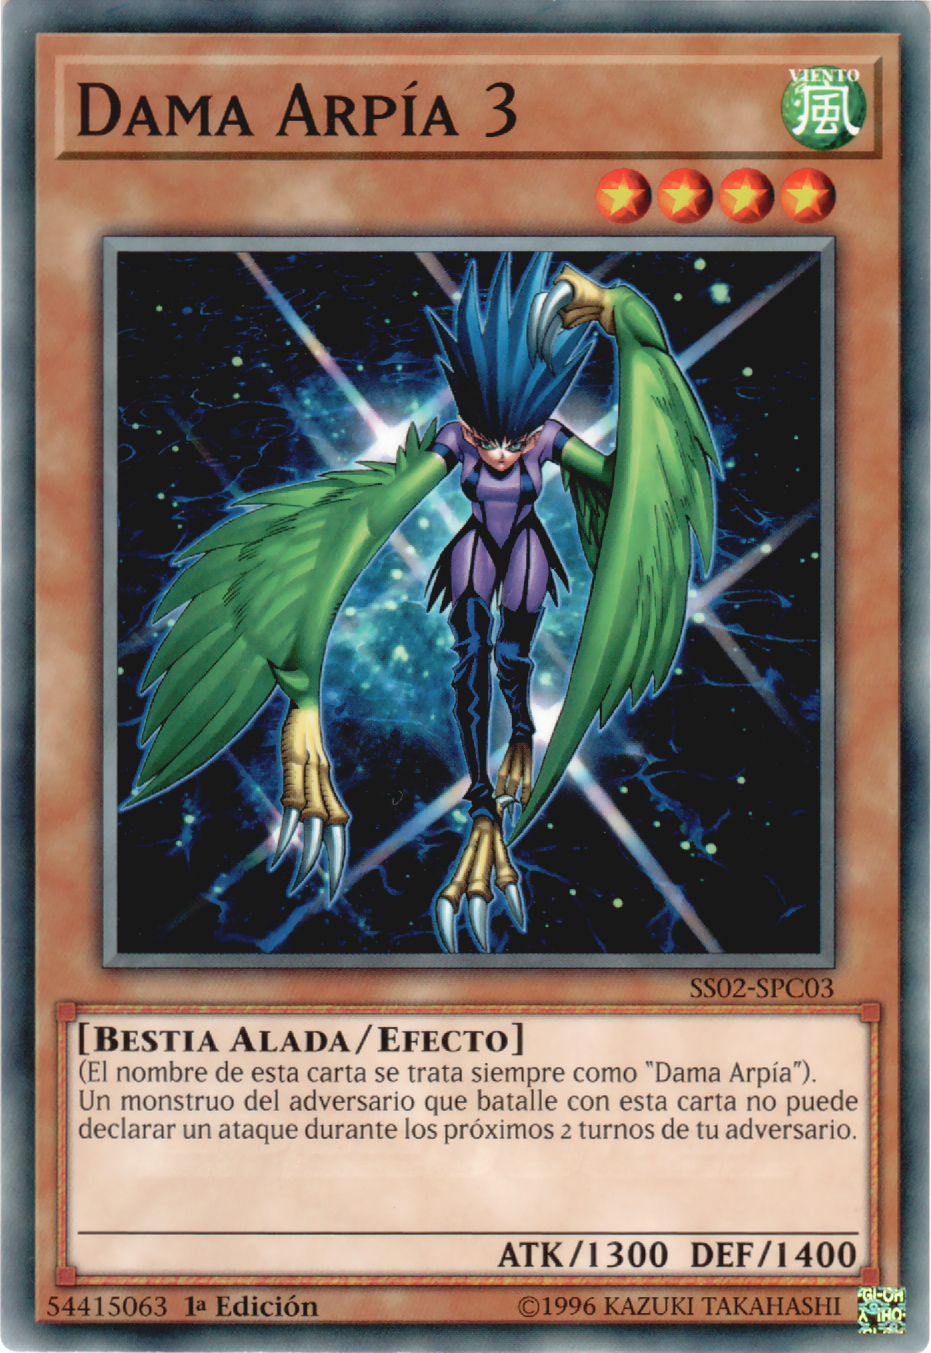 Dama Arpía 3
VIENTO
風
SS02-SPC03
[Bestia Alada/Efecto]
(El nombre de esta carta se trata siempre como "Dama Arpía").
Un monstruo del adversario que batalle con esta carta no puede
declarar un ataque durante los próximos 2 turnos de tu adversario.
ATK/1300 DEF/1400
54415063 1ª Edición ©1996 KAZUKI TAKAHASHI